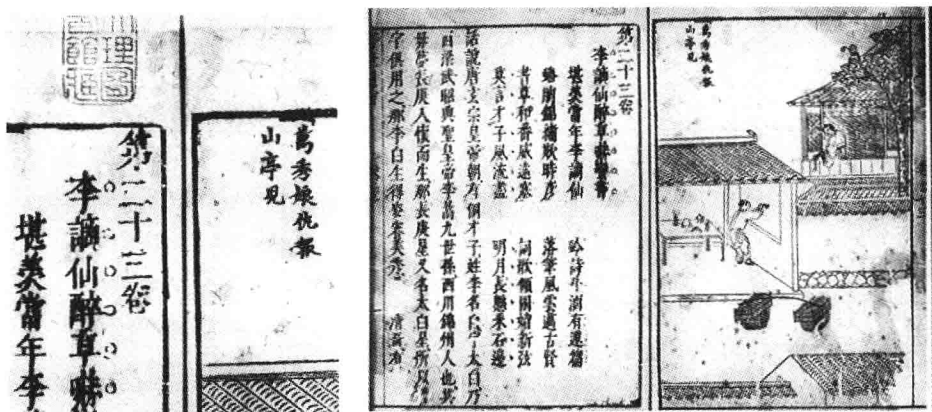 萬秀娘仇報
山亭兒
第二十三卷
李謫仙醉草嚇
堪羨當年李
萬秀娘仇報
山亭兒
第二十三卷
李謫仙醉草嚇蠻書
堪羨當年李謫仙 吟詩斗酒有連篇
蟠胸錦繡欺時彥 落筆風雲邁古賢
書草和番威遠塞 詞歌傾國媚新弦
莫言才子風流盡 明月長懸采石邊
話說唐玄宗皇帝朝有個才子姓李名白字太白乃
西梁武昭興聖皇帝李暠九世孫西川錦州人也其
母夢長庚入懷而生那長庚星又名太白星所以名
字俱用之那李白生得姿容美秀 清奇有